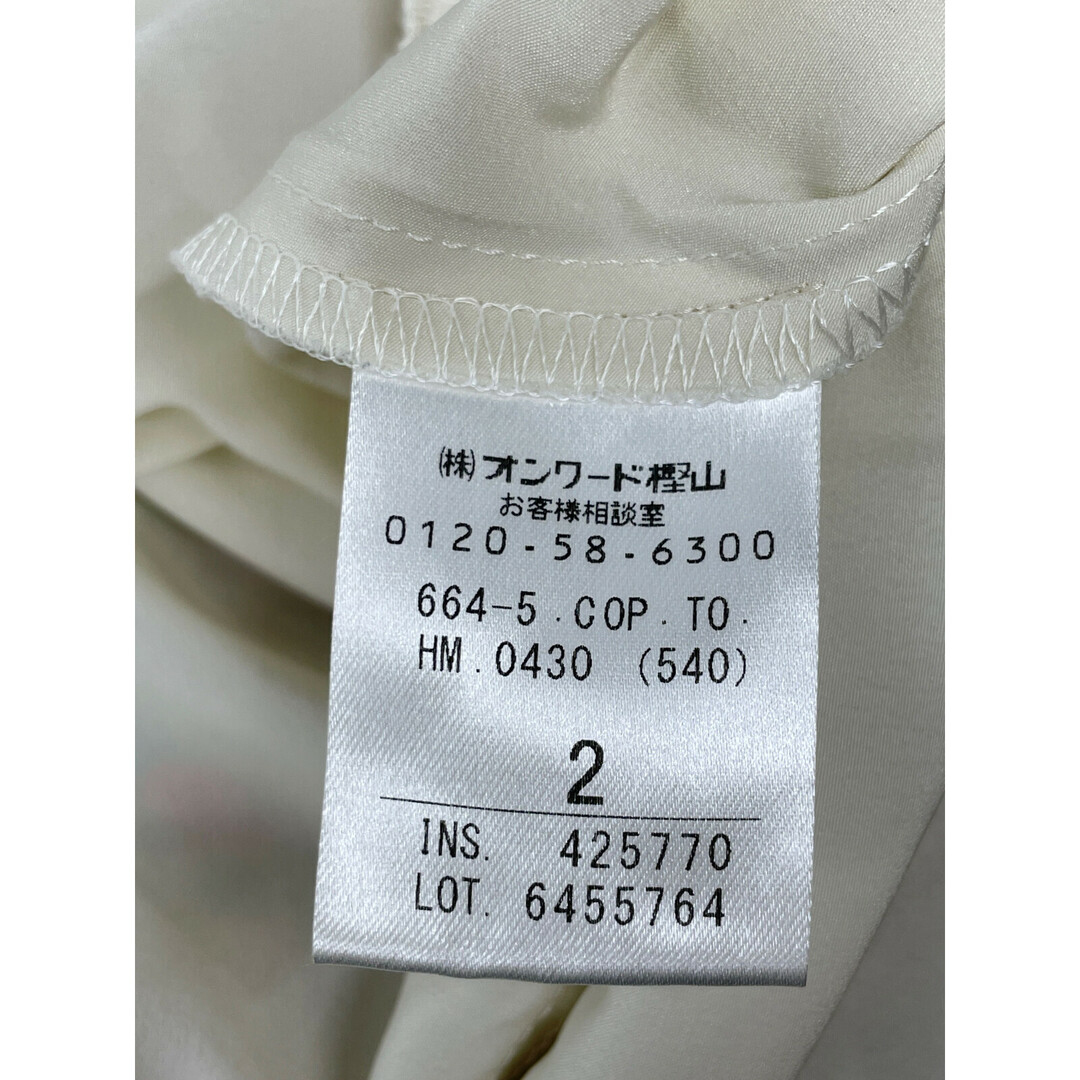 (株)オンワード樫山
お客様相談室
0120-58-6300
664-5.COP.TO.
HM.0430 (540)
2
INS. 425770
LOT. 6455764